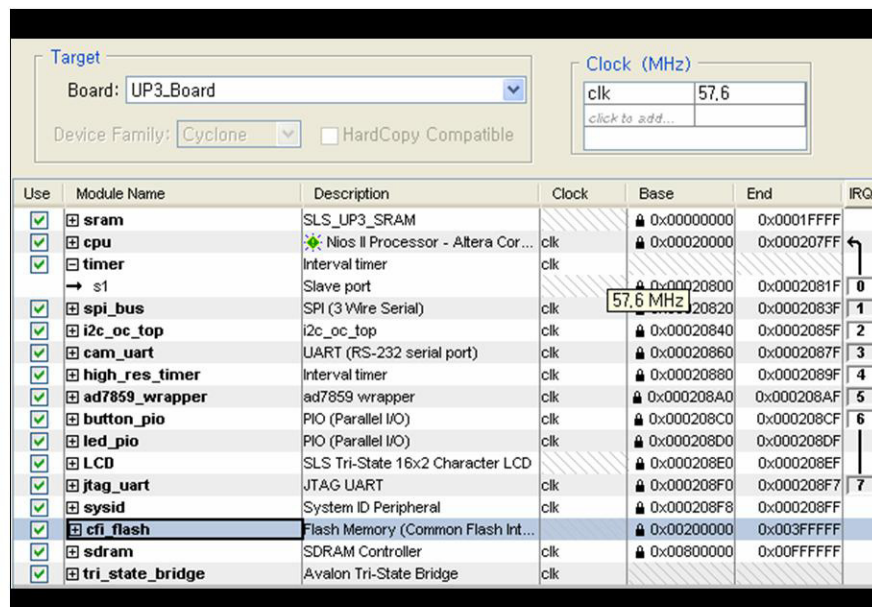 Target
Board: UP3_Board
Device Family: Cyclone HardCopy Compatible
Clock (MHz)
clk 57,6
click to add...
Use Module Name Description Clock Base End IRQ
sram SLS_UP3_SRAM 0x00000000 0x0001FFFF
cpu Nios II Processor - Altera Cor... clk 0x00020000 0x000207FF
timer Interval timer clk
s1 Slave port 0x00020800 0x0002081F 0
57,6 MHz
spi_bus SPI (3 Wire Serial) clk 20820 0x0002083F 1
i2c_oc_top i2c_oc_top clk 0x00020840 0x0002085F 2
cam_uart UART (RS-232 serial port) clk 0x00020860 0x0002087F 3
high_res_timer Interval timer clk 0x00020880 0x0002089F 4
ad7859_wrapper ad7859 wrapper clk 0x000208A0 0x000208AF 5
button_pio PIO (Parallel I/O) clk 0x000208C0 0x000208CF 6
led_pio PIO (Parallel I/O) clk 0x000208D0 0x000208DF
LCD SLS Tri-State 16x2 Character LCD 0x000208E0 0x000208EF
jtag_uart JTAG UART clk 0x000208F0 0x000208F7 7
sysid System ID Peripheral clk 0x000208F8 0x000208FF
cfi_flash Flash Memory (Common Flash Int... 0x00200000 0x003FFFFF
sdram SDRAM Controller clk 0x00800000 0x00FFFFFF
tri_state_bridge Avalon Tri-State Bridge clk